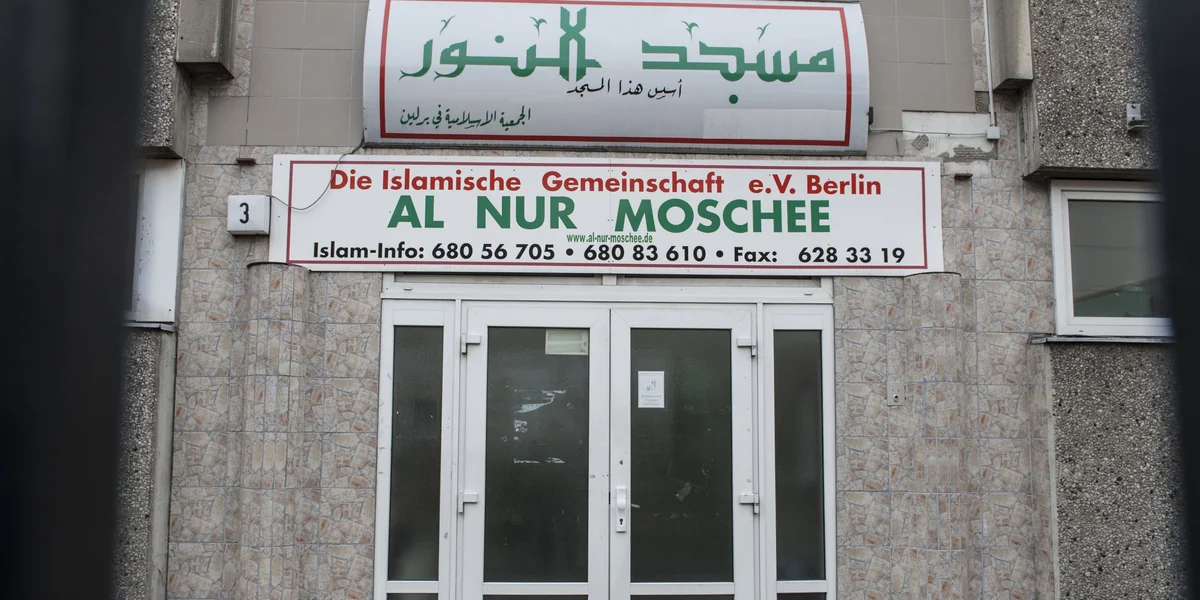 مسجد النور
أسس هذا المسجد
الجمعية الاسلامية في برلين
3
Die Islamische Gemeinschaft e.V. Berlin
AL NUR MOSCHEE
www.al-nur-moschee.de
Islam-Info: 680 56 705 • 680 83 610 • Fax: 628 33 19